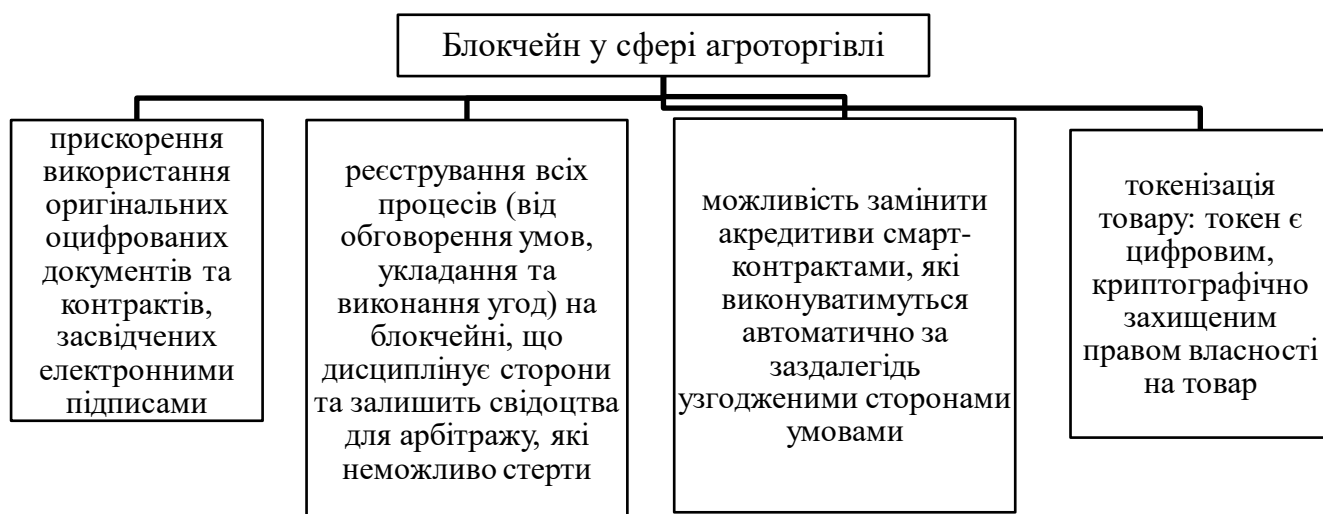 Блокчейн у сфері агроторгівлі
прискорення
використання
оригінальних
оцифрованих
документів та
контрактів,
засвідчених
електронними
підписами
реєстрування всіх
процесів (від
обговорення умов,
укладання та
виконання угод) на
блокчейні, що
дисциплінує сторони
та залишить свідоцтва
для арбітражу, які
неможливо стерти
можливість замінити
акредитиви смарт-
контрактами, які
виконуватимуться
автоматично за
заздалегідь
узгодженими сторонами
умовами
токенізація
товару: токен є
цифровим,
криптографічно
захищеним
правом власності
на товар